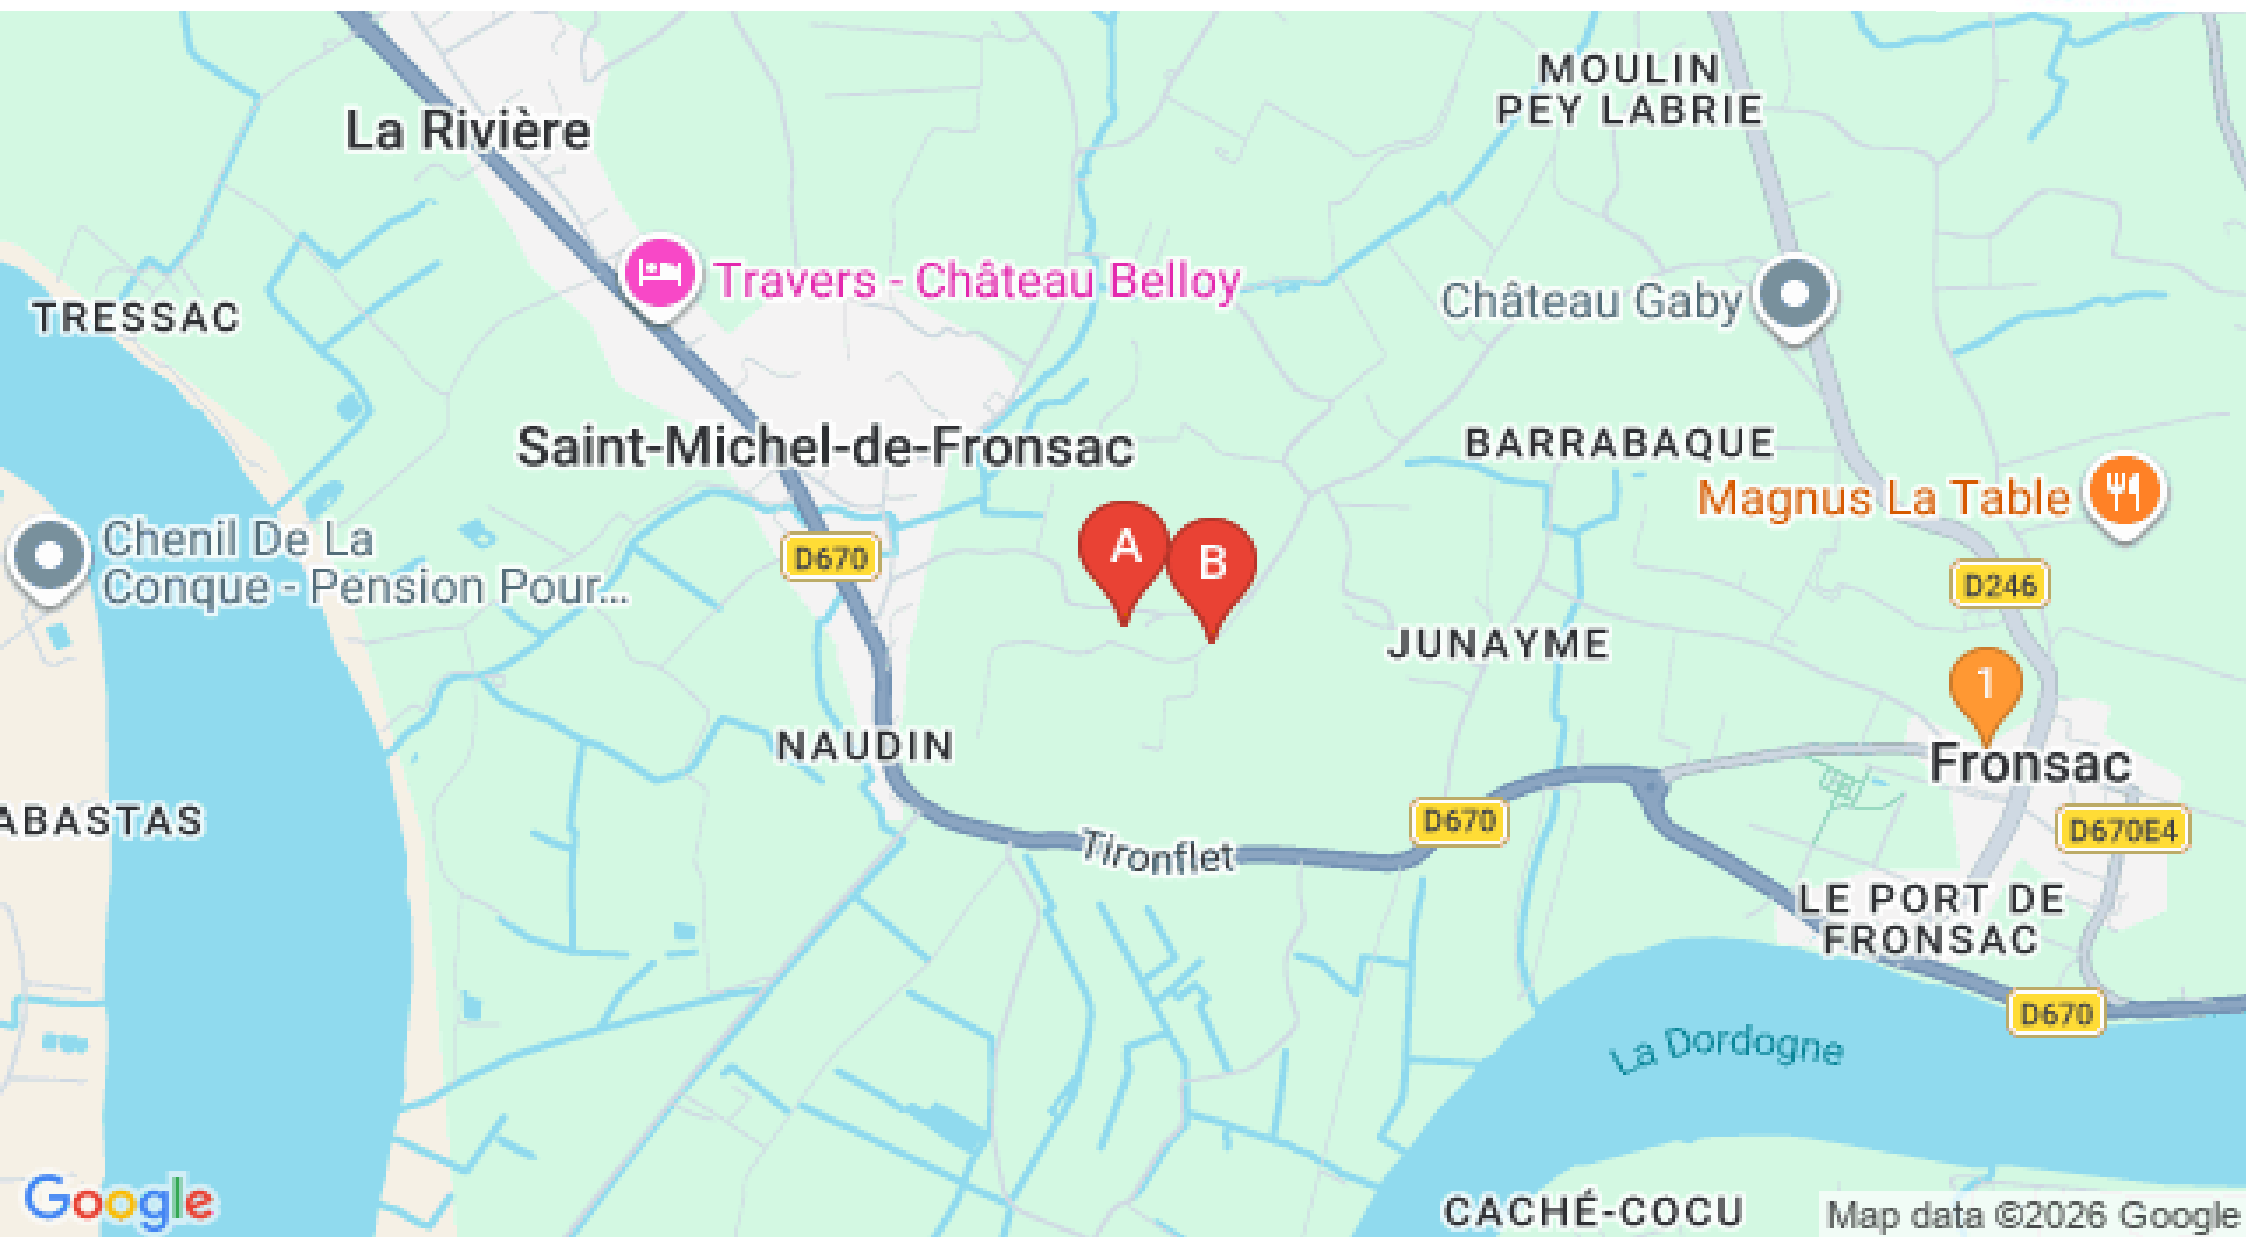 MOULIN
PEY LABRIE
La Rivière
Travers - Château Belloy
Château Gaby
TRESSAC
Saint-Michel-de-Fronsac
BARRABAQUE
Magnus La Table
Chenil De La
Conque - Pension Pour...
D670
A
B
D246
JUNAYME
1
NAUDIN
Fronsac
ABASTAS
D670
D670E4
Tironflet
LE PORT DE
FRONSAC
D670
La Dordogne
CACHÉ-COCU
Google
Map data ©2026 Google